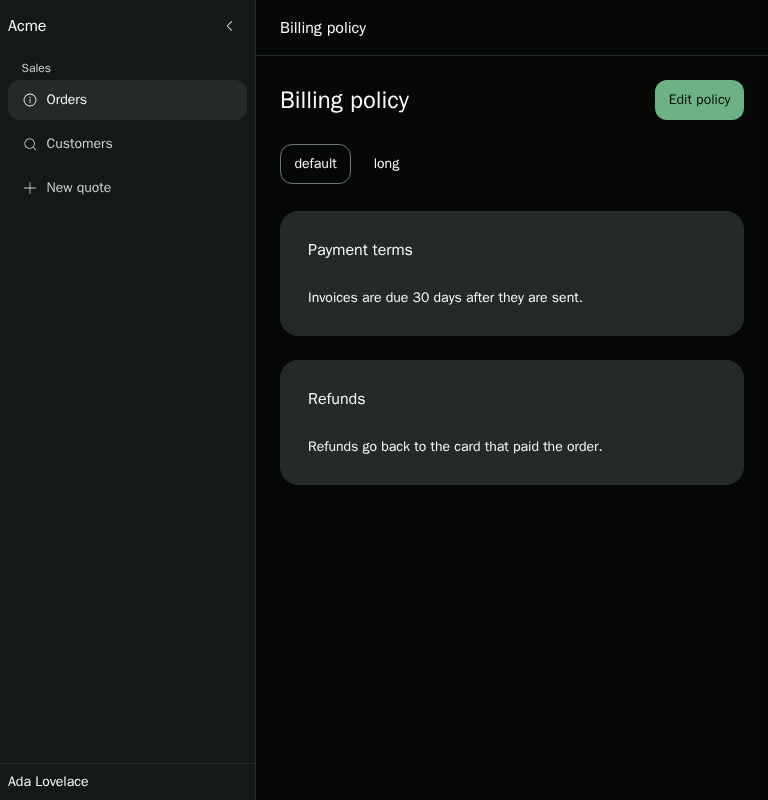 Acme
Sales
Orders
Customers
New quote
Ada Lovelace
Billing policy
Billing policy
Edit policy
default
long
Payment terms
Invoices are due 30 days after they are sent.
Refunds
Refunds go back to the card that paid the order.